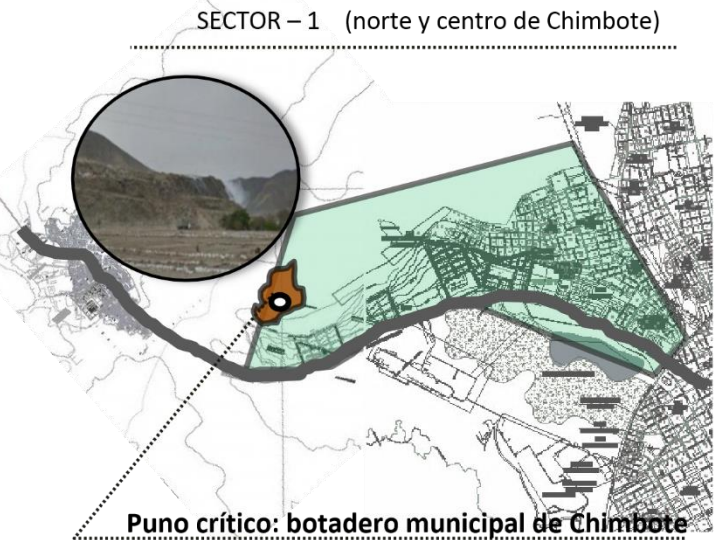 SECTOR – 1 (norte y centro de Chimbote)
Puno crítico: botadero municipal de Chimbote